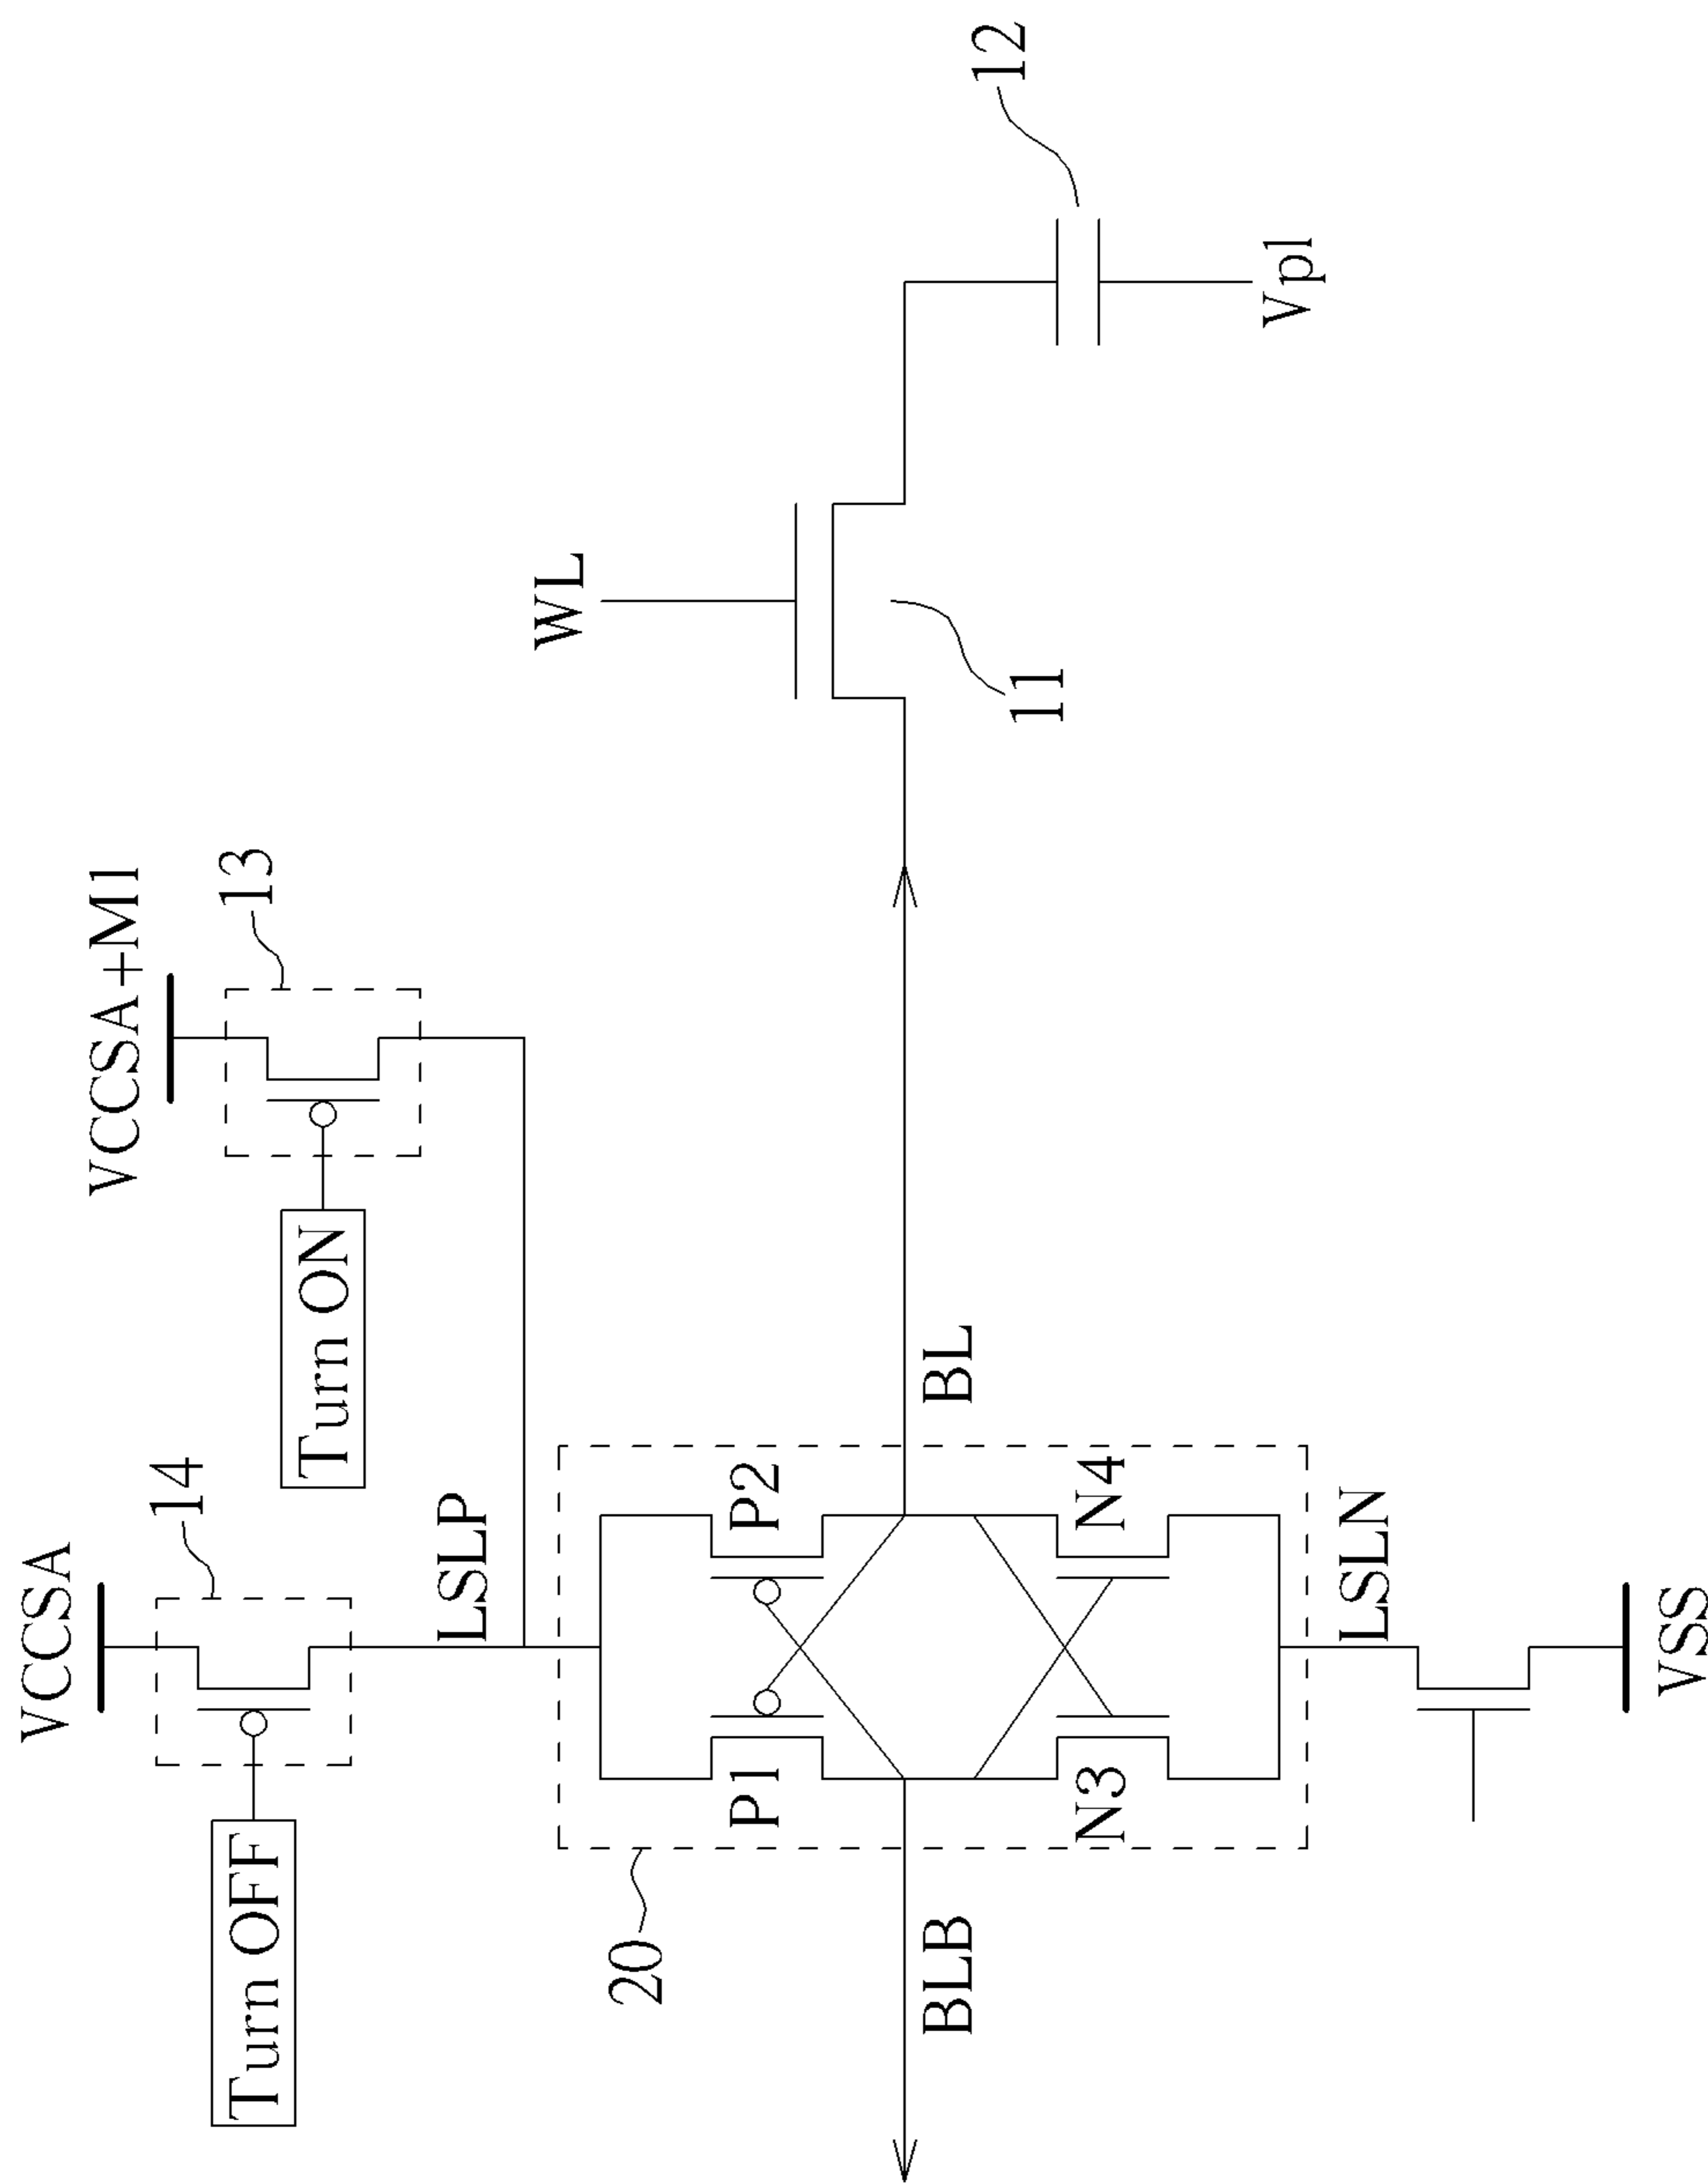 VCCSA
14
Turn OFF
VCCSA+M1
13
Turn ON
LSLP
WL
11
12
Vpl
20
P1
P2
BLB
BL
N3
N4
LSLN
VSS